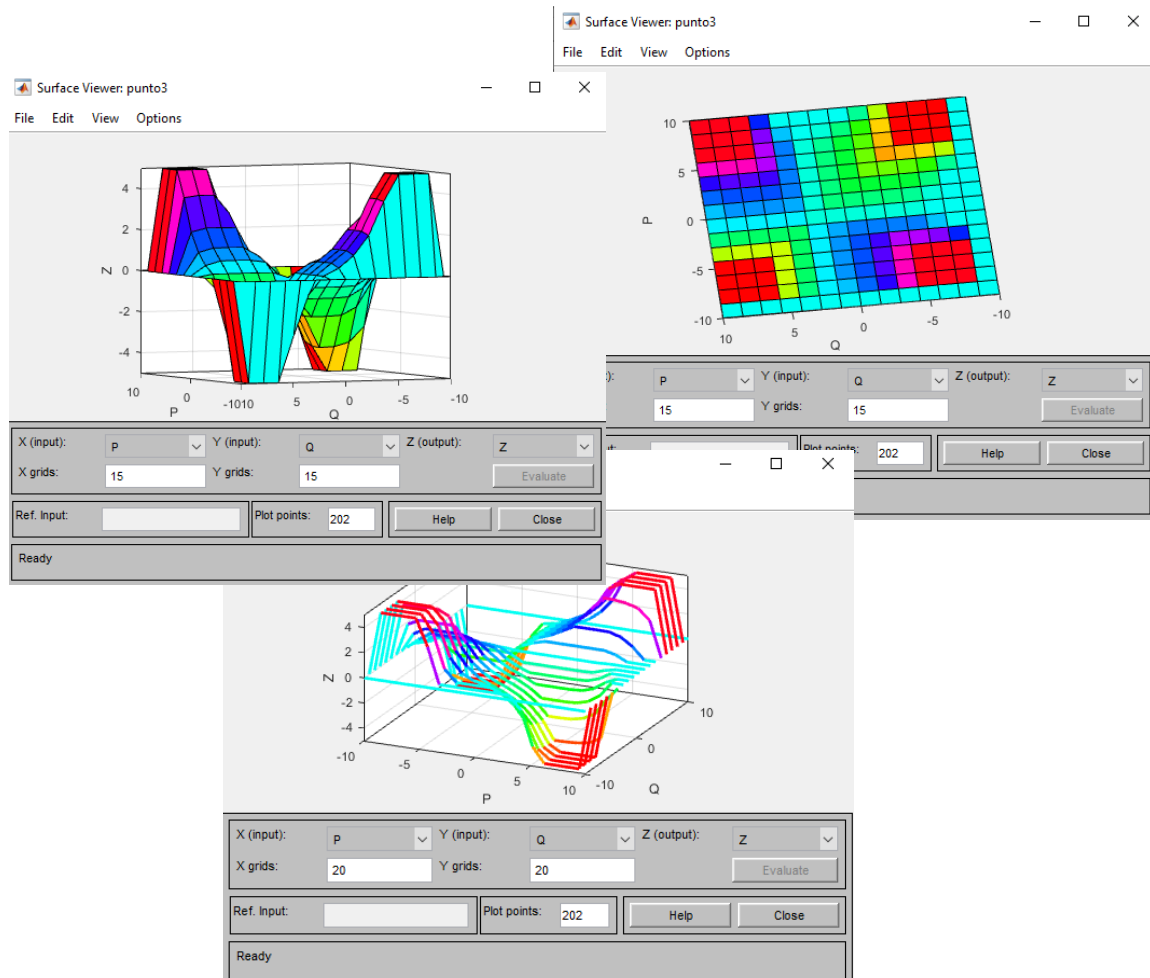 Surface Viewer: punto3
File Edit View Options
P
Q
10
5
0
-5
-10
10
5
0
-5
-10
P Y (input): Q Z (output): Z
15 Y grids: 15 Evaluate
Plot points: 202 Help Close
Surface Viewer: punto3
File Edit View Options
Z
4
2
0
-2
-4
10 0 -1010 5 0 -5 -10
P Q
X (input): P Y (input): Q Z (output): Z
X grids: 15 Y grids: 15 Evaluate
Ref. Input: Plot points: 202 Help Close
Ready
Z
4
2
0
-2
-4
-10 -5 0 5 10
P
-10 0 10
Q
X (input): P Y (input): Q Z (output): Z
X grids: 20 Y grids: 20 Evaluate
Ref. Input: Plot points: 202 Help Close
Ready